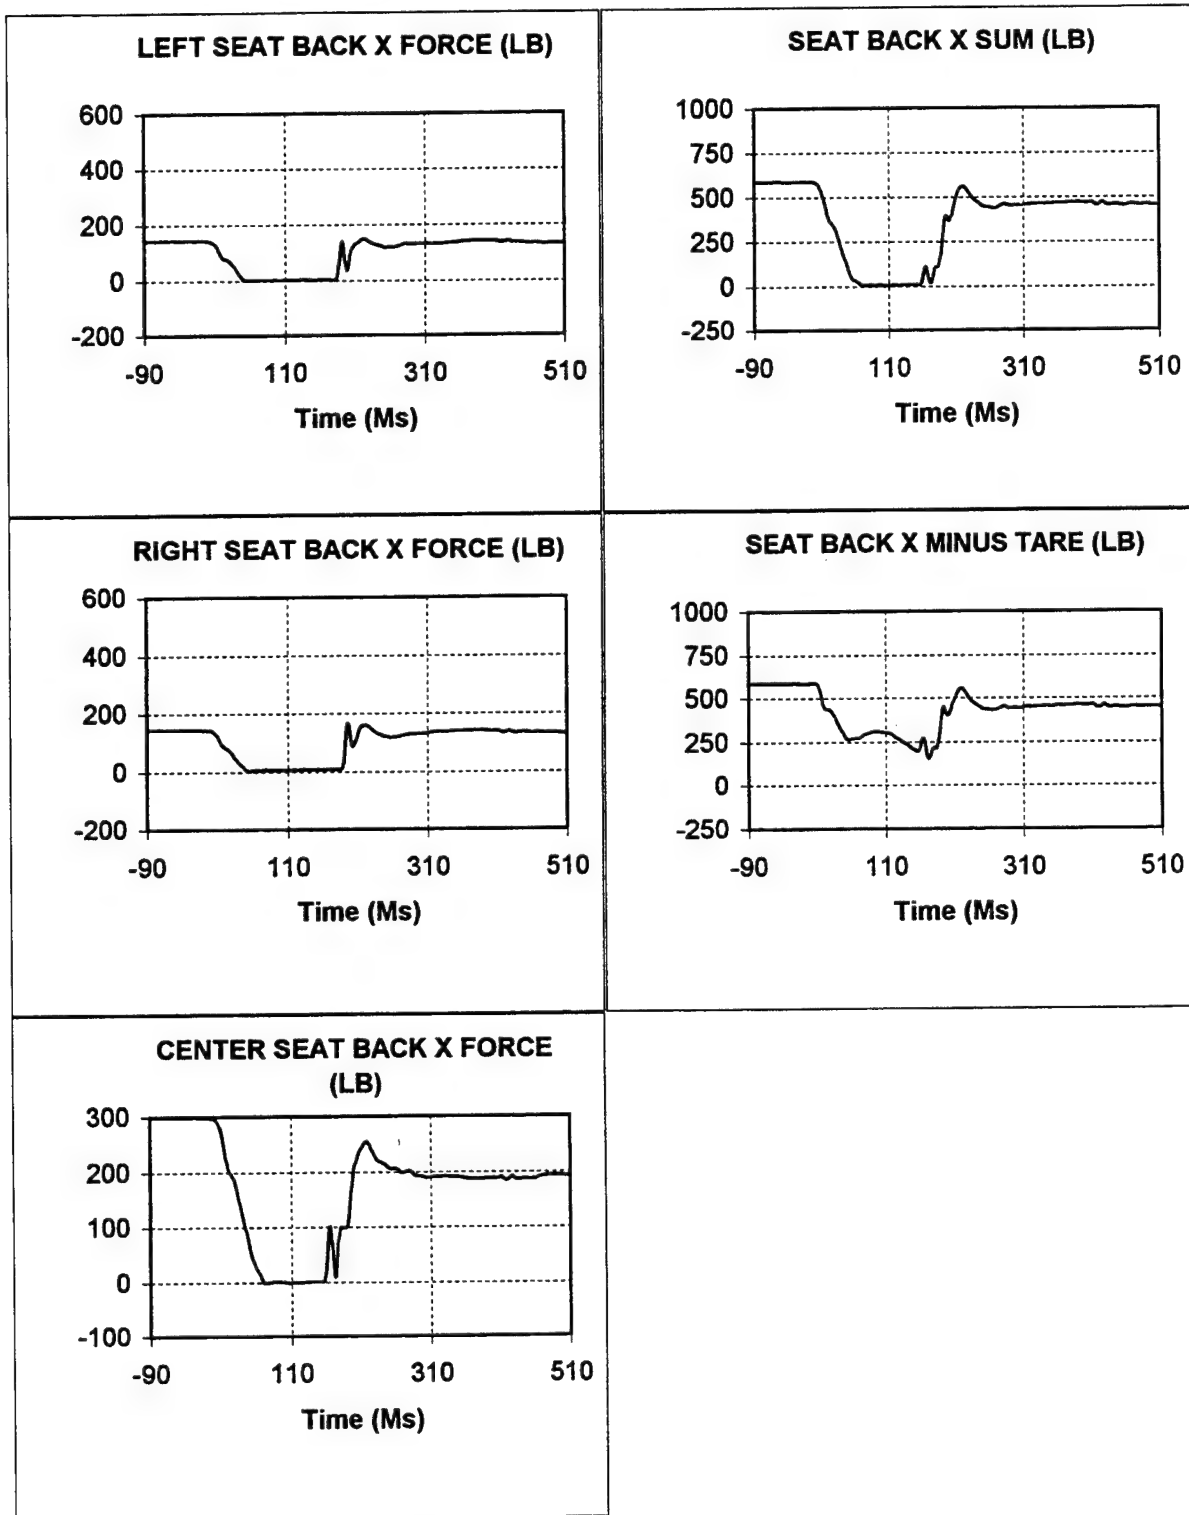 LEFT SEAT BACK X FORCE (LB)
600
400
200
0
-200
-90 110 310 510
Time (Ms)
SEAT BACK X SUM (LB)
1000
750
500
250
0
-250
-90 110 310 510
Time (Ms)
RIGHT SEAT BACK X FORCE (LB)
600
400
200
0
-200
-90 110 310 510
Time (Ms)
SEAT BACK X MINUS TARE (LB)
1000
750
500
250
0
-250
-90 110 310 510
Time (Ms)
CENTER SEAT BACK X FORCE
(LB)
300
200
100
0
-100
-90 110 310 510
Time (Ms)